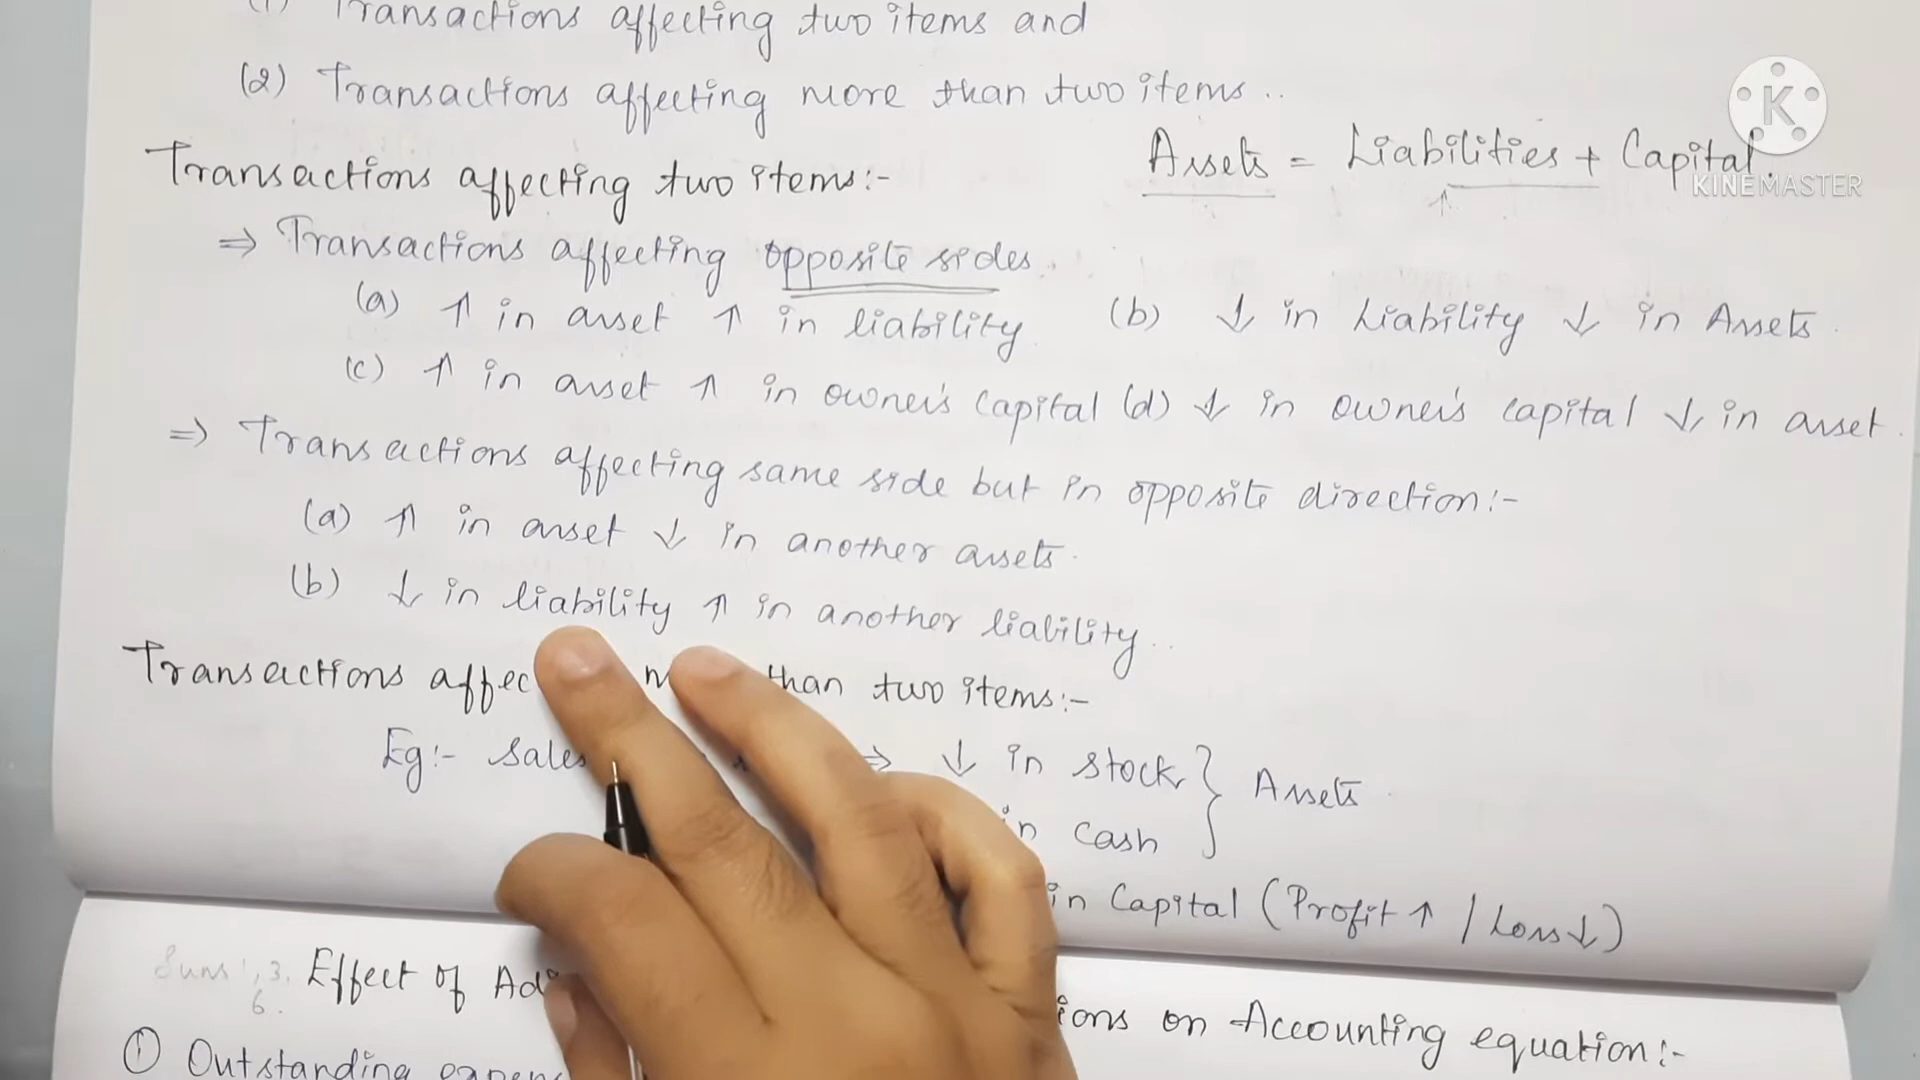 (1) Transactions affecting two items and
(2) Transactions affecting more than two items..
K
KINEMASTER
Assets = Liabilities + Capital.
Transactions affecting two items:-
⇒ Transactions affecting opposite sides.
(a) ↑ in asset ↑ in liability (b) ↓ in Liability ↓ in Assets.
(c) ↑ in asset ↑ in owner's capital (d) ↓ in owner's capital ↓ in asset.
⇒ Transactions affecting same side but in opposite direction:-
(a) ↑ in asset ↓ in another assets.
(b) ↓ in liability ↑ in another liability..
Transactions affec than two items:-
Eg:- Sales ⇒ ↓ in stock } Assets
in cash
in Capital (Profit ↑ / Loss ↓)
3.
6.
Effect of Ad ions on Accounting equation:-
① Outstanding expen